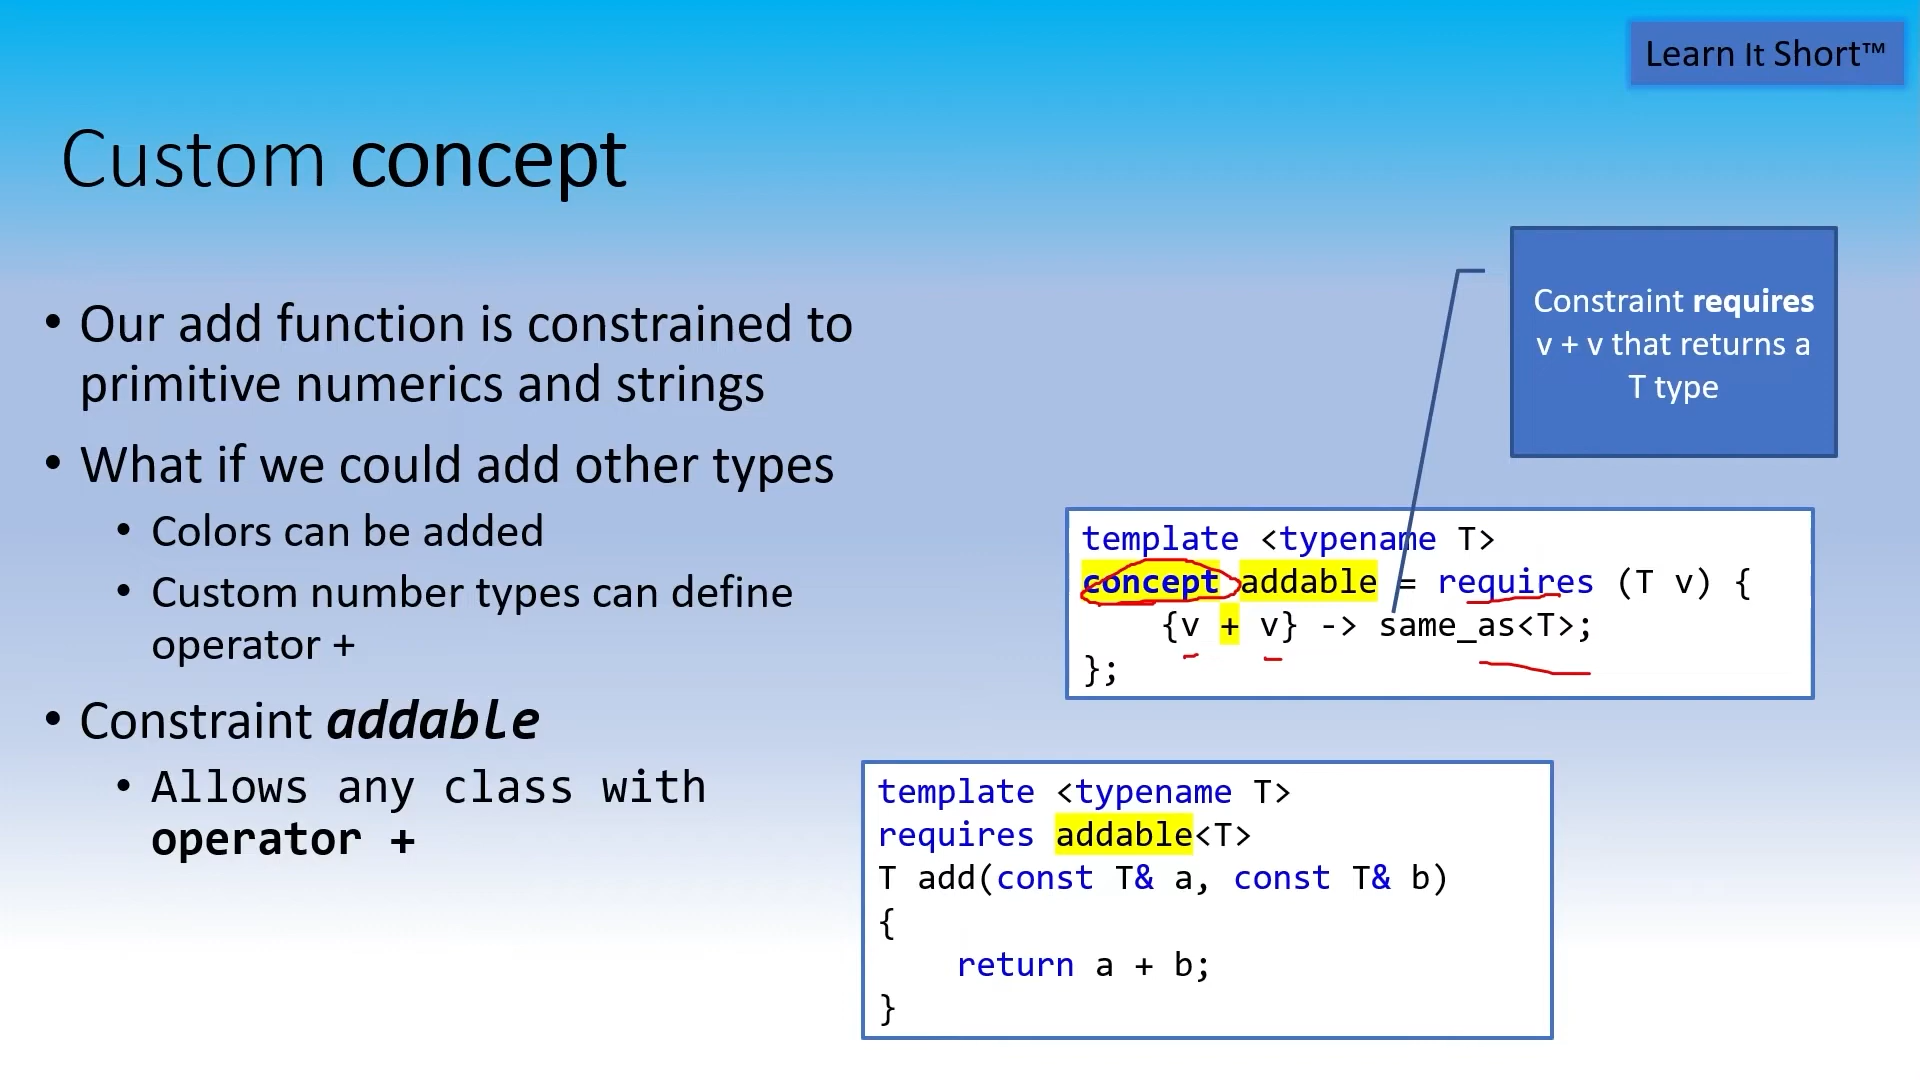 Learn It Short™
Custom concept
• Our add function is constrained to
primitive numerics and strings
• What if we could add other types
• Colors can be added
• Custom number types can define
operator +
• Constraint addable
• Allows any class with
operator +
Constraint requires
v + v that returns a
T type
template <typename T>
concept addable = requires (T v) {
    {v + v} -> same_as<T>;
};
template <typename T>
requires addable<T>
T add(const T& a, const T& b)
{
    return a + b;
}